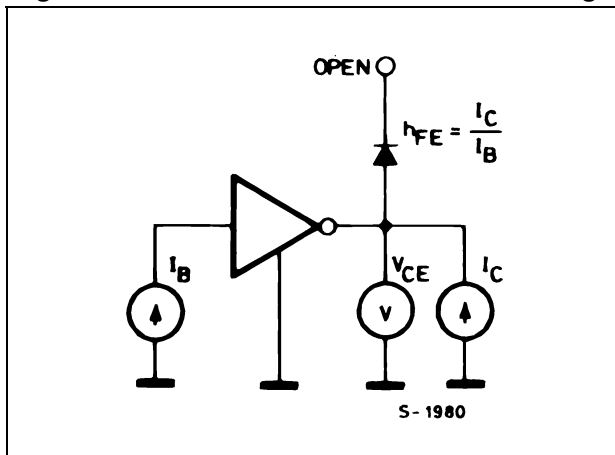 OPEN
hFE = IC/IB
IB
VCE
IC
V
S-1980